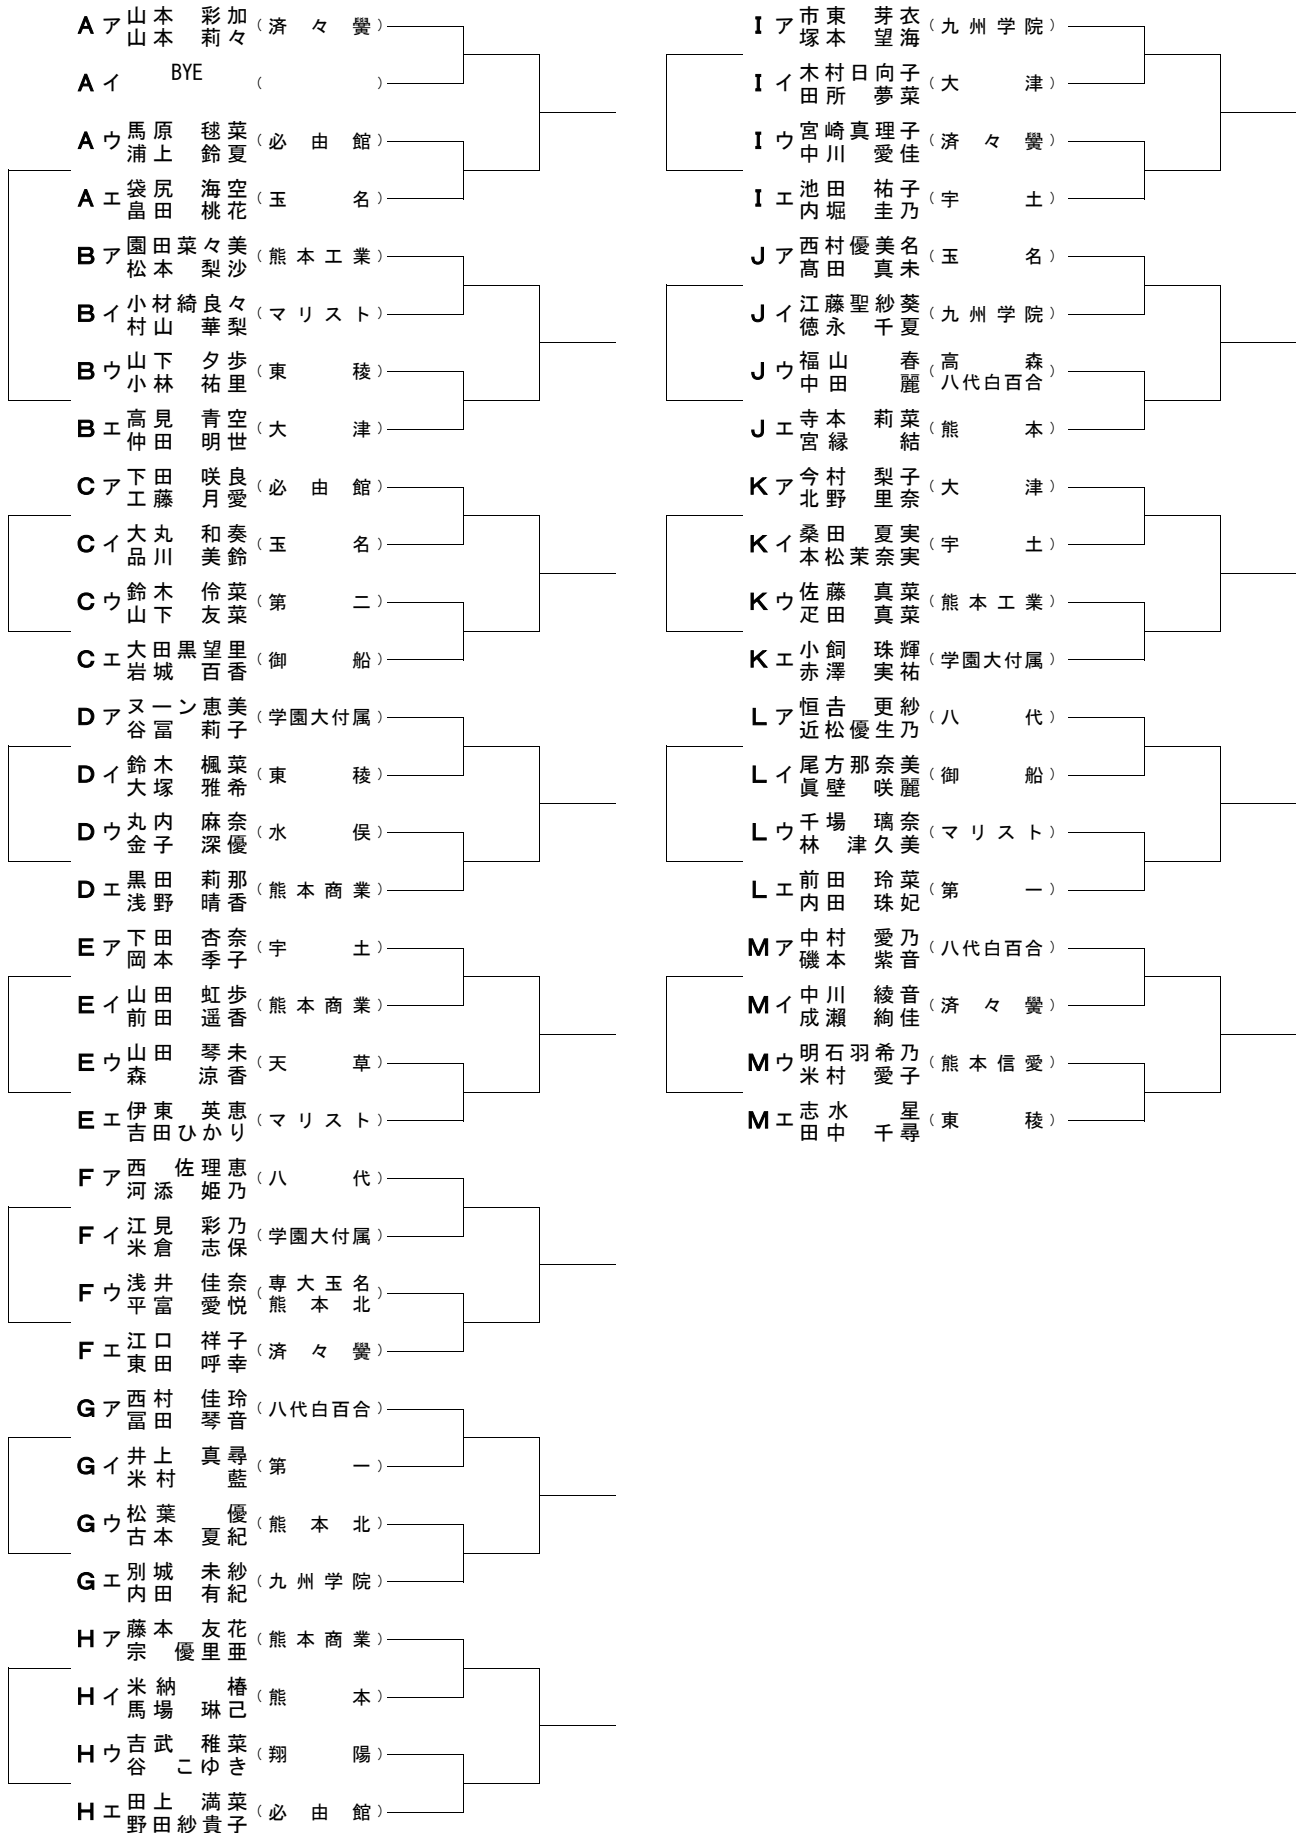 A ア 山本 彩加 (済々黌)
山本 莉々
A イ BYE ( )
A ウ 馬原 毬菜 (必由館)
浦上 鈴夏
A エ 袋尻 海空 (玉名)
畠田 桃花
B ア 園田菜々美 (熊本工業)
松本 梨沙
B イ 小材綺良々 (マリスト)
村山 華梨
B ウ 山下 夕歩 (東稜)
小林 祐里
B エ 高見 青空 (大津)
仲田 明世
C ア 下田 咲良 (必由館)
工藤 月愛
C イ 大丸 和奏 (玉名)
品川 美鈴
C ウ 鈴木 伶菜 (第二)
山下 友菜
C エ 大田黒望里 (御船)
岩城 百香
D ア ヌーン恵美 (学園大付属)
谷冨 莉子
D イ 鈴木 楓菜 (東稜)
大塚 雅希
D ウ 丸内 麻奈 (水俣)
金子 深優
D エ 黒田 莉那 (熊本商業)
浅野 晴香
E ア 下田 杏奈 (宇土)
岡本 季子
E イ 山田 虹歩 (熊本商業)
前田 遥香
E ウ 山田 琴未 (天草)
森 涼香
E エ 伊東 英恵 (マリスト)
吉田ひかり
F ア 西 佐理恵 (八代)
河添 姫乃
F イ 江見 彩乃 (学園大付属)
米倉 志保
F ウ 浅井 佳奈 (専大玉名
平富 愛悦 熊本北)
F エ 江口 祥子 (済々黌)
東田 呼幸
G ア 西村 佳玲 (八代白百合)
冨田 琴音
G イ 井上 真尋 (第一)
米村 藍
G ウ 松葉 優 (熊本北)
古本 夏紀
G エ 別城 未紗 (九州学院)
内田 有紀
H ア 藤本 友花 (熊本商業)
宗 優里亜
H イ 米納 椿 (熊本)
馬場 琳己
H ウ 吉武 稚菜 (翔陽)
谷 こゆき
H エ 田上 満菜 (必由館)
野田紗貴子
I ア 市東 芽衣 (九州学院)
塚本 望海
I イ 木村日向子 (大津)
田所 夢菜
I ウ 宮崎真理子 (済々黌)
中川 愛佳
I エ 池田 祐子 (宇土)
内堀 圭乃
J ア 西村優美名 (玉名)
髙田 真未
J イ 江藤聖紗葵 (九州学院)
徳永 千夏
J ウ 福山 春 (高森
中田 麗 八代白百合)
J エ 寺本 莉菜 (熊本)
宮縁 結
K ア 今村 梨子 (大津)
北野 里奈
K イ 桑田 夏実 (宇土)
本松茉奈実
K ウ 佐藤 真菜 (熊本工業)
疋田 真菜
K エ 小飼 珠輝 (学園大付属)
赤澤 実祐
L ア 恒𠮷 更紗 (八代)
近松優生乃
L イ 尾方那奈美 (御船)
眞壁 咲麗
L ウ 千場 璃奈 (マリスト)
林 津久美
L エ 前田 玲菜 (第一)
内田 珠妃
M ア 中村 愛乃 (八代白百合)
磯本 紫音
M イ 中川 綾音 (済々黌)
成瀬 絢佳
M ウ 明石羽希乃 (熊本信愛)
米村 愛子
M エ 志水 星 (東稜)
田中 千尋